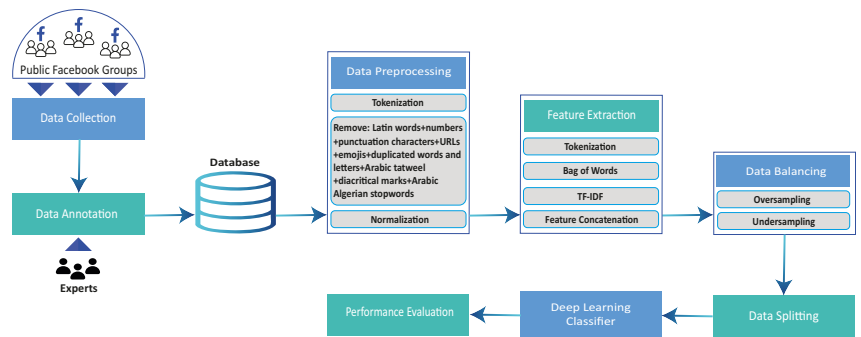 Public Facebook Groups
Data Collection
Data Annotation
Experts
Database
Data Preprocessing
Tokenization
Remove: Latin words+numbers
+punctuation characters+URLs
+emojis+duplicated words and
letters+Arabic tatweel
+diacritical marks+Arabic
Algerian stopwords
Normalization
Feature Extraction
Tokenization
Bag of Words
TF-IDF
Feature Concatenation
Data Balancing
Oversampling
Undersampling
Data Splitting
Deep Learning
Classifier
Performance Evaluation